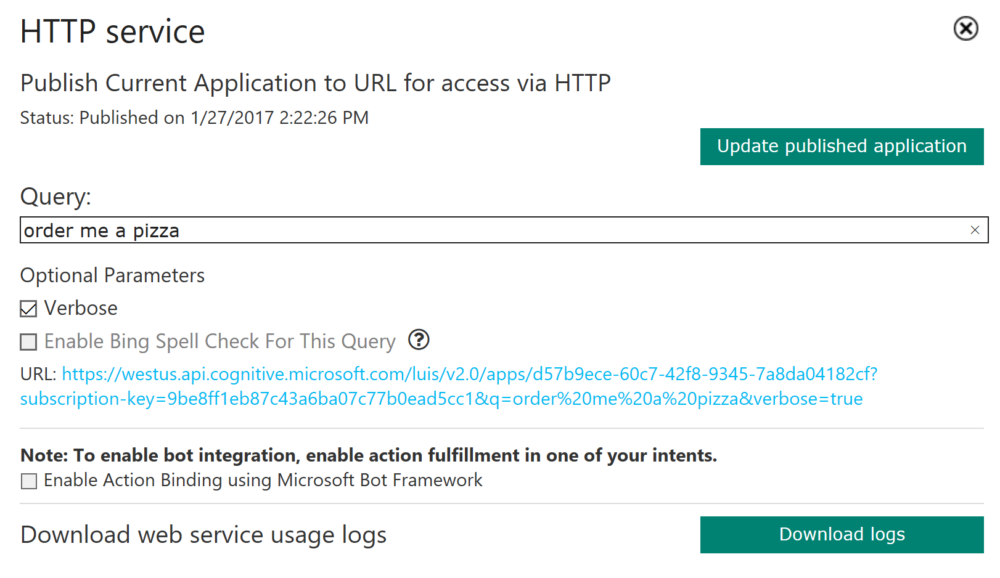 HTTP service
Publish Current Application to URL for access via HTTP
Status: Published on 1/27/2017 2:22:26 PM
Update published application
Query:
order me a pizza
Optional Parameters
Verbose
Enable Bing Spell Check For This Query
URL: https://westus.api.cognitive.microsoft.com/luis/v2.0/apps/d57b9ece-60c7-42f8-9345-7a8da04182cf?
subscription-key=9be8ff1eb87c43a6ba07c77b0ead5cc1&q=order%20me%20a%20pizza&verbose=true
Note: To enable bot integration, enable action fulfillment in one of your intents.
Enable Action Binding using Microsoft Bot Framework
Download web service usage logs
Download logs